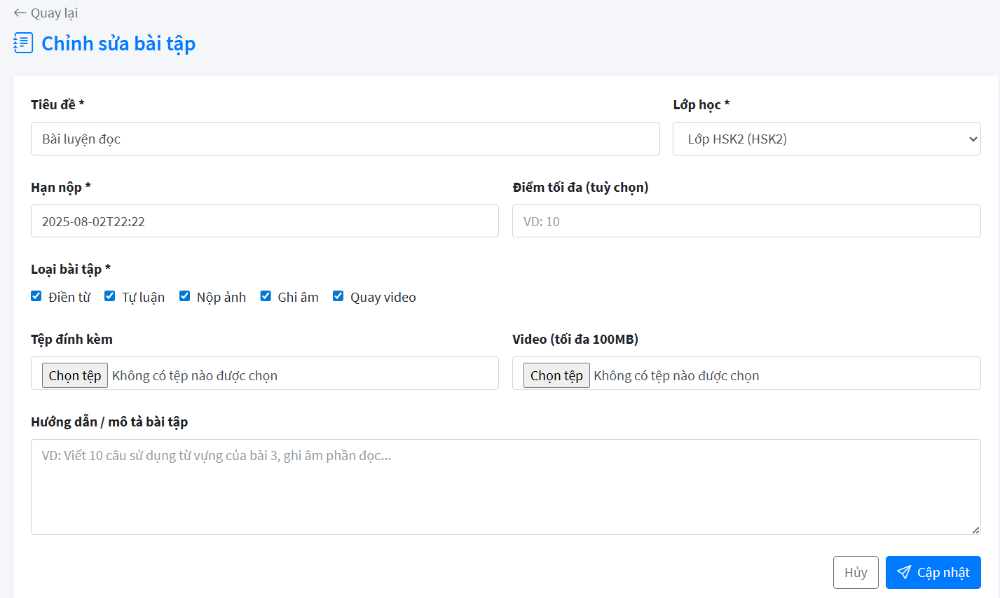 Quay lại
Chỉnh sửa bài tập
Tiêu đề *
Lớp học *
Bài luyện đọc
Lớp HSK2 (HSK2)
Hạn nộp *
Điểm tối đa (tuỳ chọn)
2025-08-02T22:22
VD: 10
Loại bài tập *
Điền từ Tự luận Nộp ảnh Ghi âm Quay video
Tệp đính kèm
Video (tối đa 100MB)
Chọn tệp Không có tệp nào được chọn
Chọn tệp Không có tệp nào được chọn
Hướng dẫn / mô tả bài tập
VD: Viết 10 câu sử dụng từ vựng của bài 3, ghi âm phần đọc...
Hủy
Cập nhật